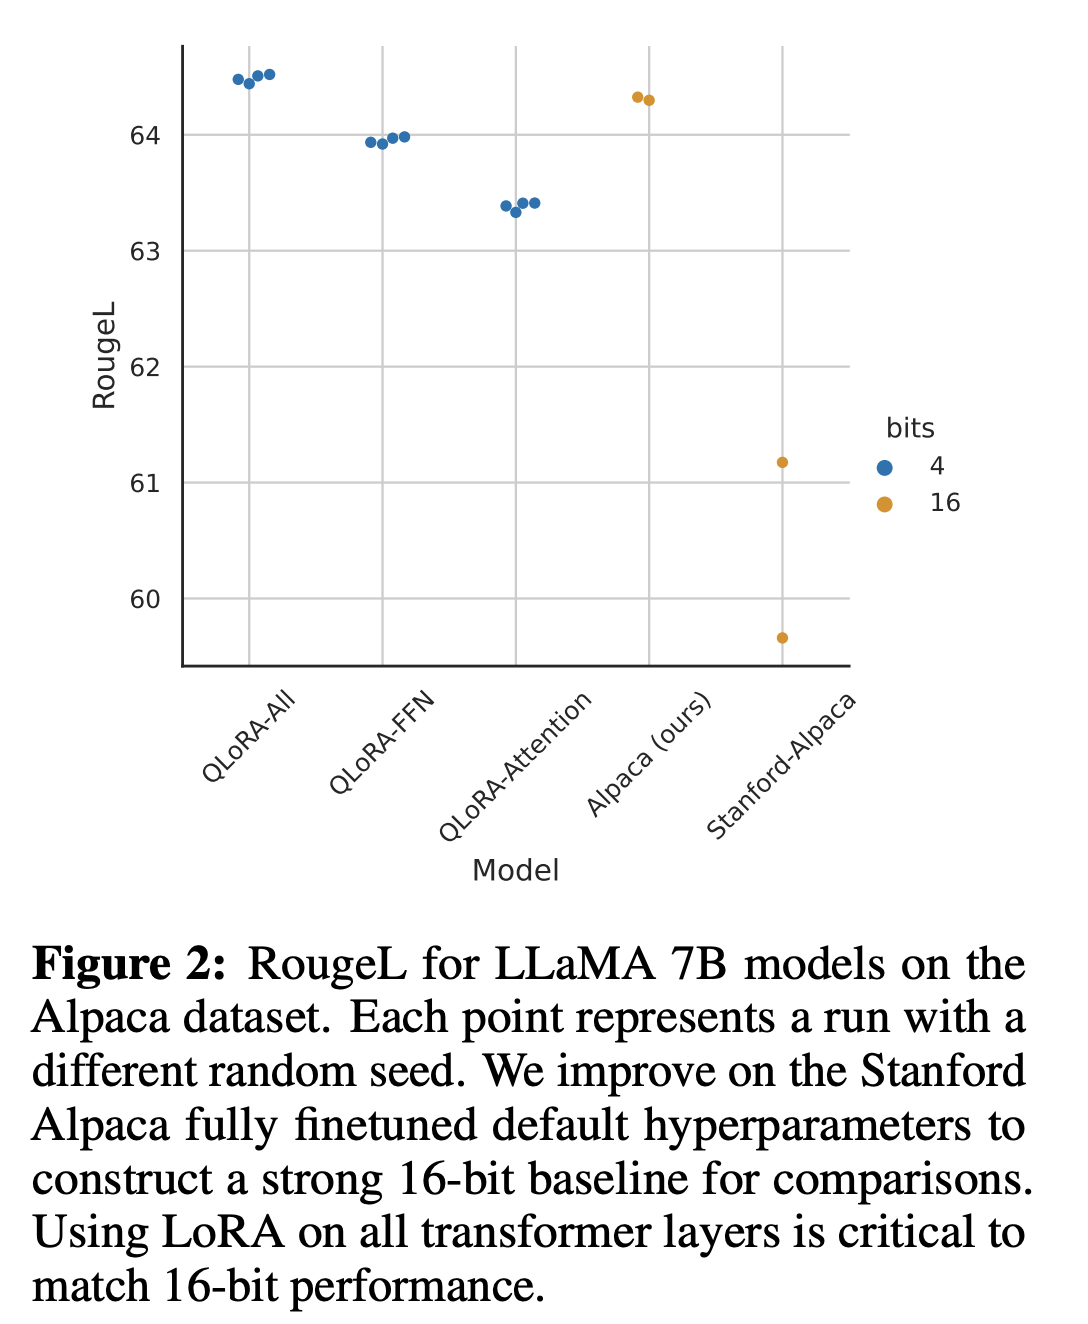 64
63
62
61
60
RougeL
bits
4
16
QLoRA-All
QLoRA-FFN
QLoRA-Attention
Alpaca (ours)
Stanford-Alpaca
Model
Figure 2: RougeL for LLaMA 7B models on the
Alpaca dataset. Each point represents a run with a
different random seed. We improve on the Stanford
Alpaca fully finetuned default hyperparameters to
construct a strong 16-bit baseline for comparisons.
Using LoRA on all transformer layers is critical to
match 16-bit performance.